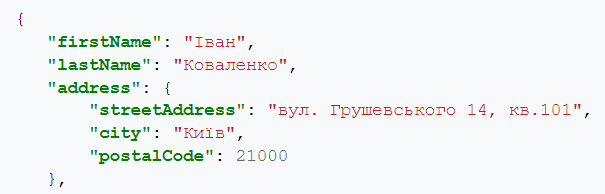 {
    "firstName": "Іван",
    "lastName": "Коваленко",
    "address": {
        "streetAddress": "вул. Грушевського 14, кв.101",
        "city": "Київ",
        "postalCode": 21000
    },